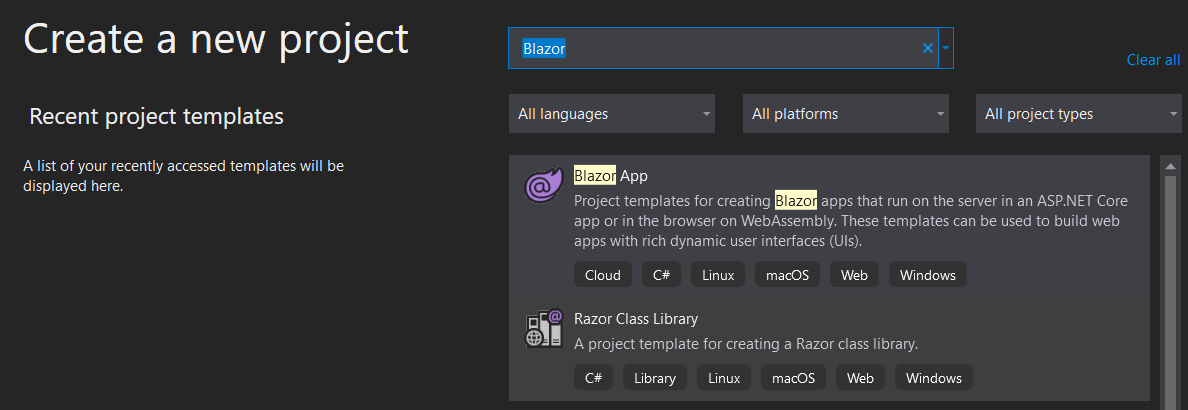 Create a new project
Blazor
Clear all
Recent project templates
All languages
All platforms
All project types
A list of your recently accessed templates will be
displayed here.
Blazor App
Project templates for creating Blazor apps that run on the server in an ASP.NET Core
app or in the browser on WebAssembly. These templates can be used to build web
apps with rich dynamic user interfaces (UIs).
Cloud C# Linux macOS Web Windows
Razor Class Library
A project template for creating a Razor class library.
C# Library Linux macOS Web Windows